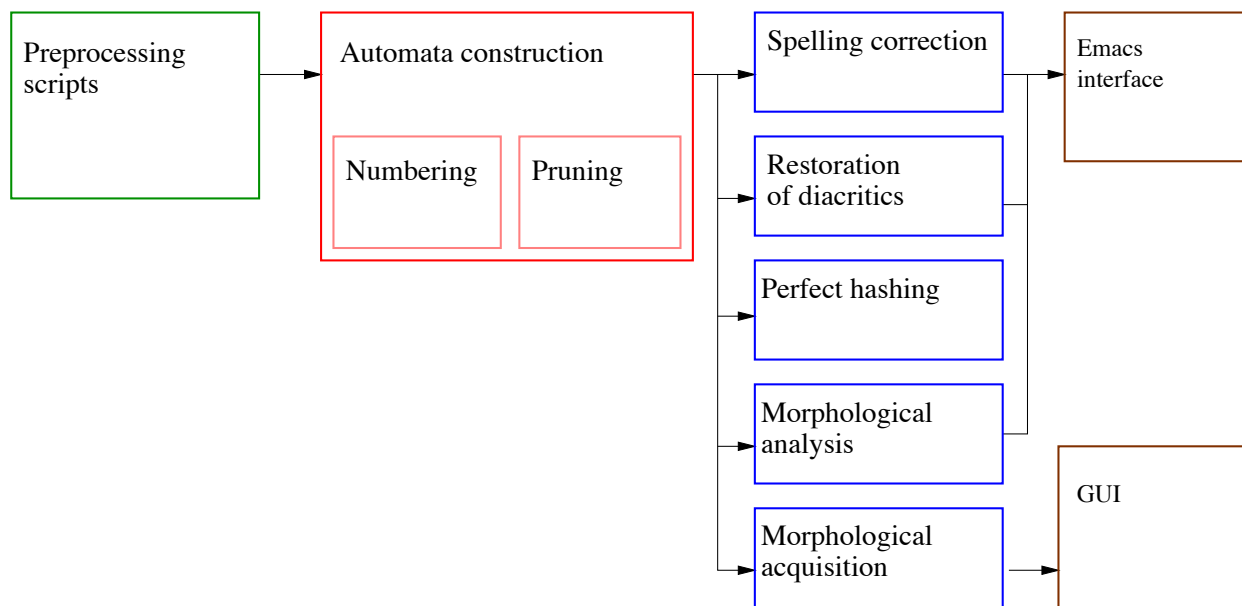 Preprocessing
scripts
Automata construction
Numbering
Pruning
Spelling correction
Restoration
of diacritics
Perfect hashing
Morphological
analysis
Morphological
acquisition
Emacs
interface
GUI